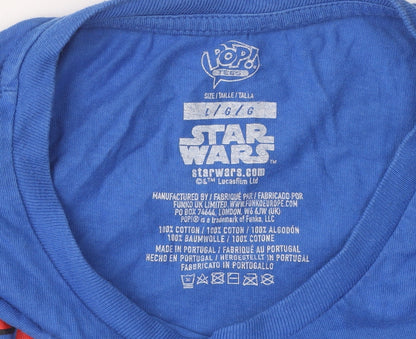 POP!
TEES
SIZE/TAILLE/TALLA
L/G/G
STAR
WARS
starwars.com
©&™ Lucasfilm Ltd
MANUFACTURED BY / FABRIQUÉ PAR / FABRICADO POR
FUNKO UK LIMITED. WWW.FUNKOEUROPE.COM
PO BOX 74664, LONDON, W6 6JW (UK)
POP! is a trademark of Funko, LLC
100% COTTON / 100% COTON / 100% ALGODÓN
100% BAUMWOLLE / 100% COTONE
MADE IN PORTUGAL / FABRIQUÉ AU PORTUGAL
HECHO EN PORTUGAL / HERGESTELLT IN PORTUGAL
FABRICATO IN PORTOGALLO